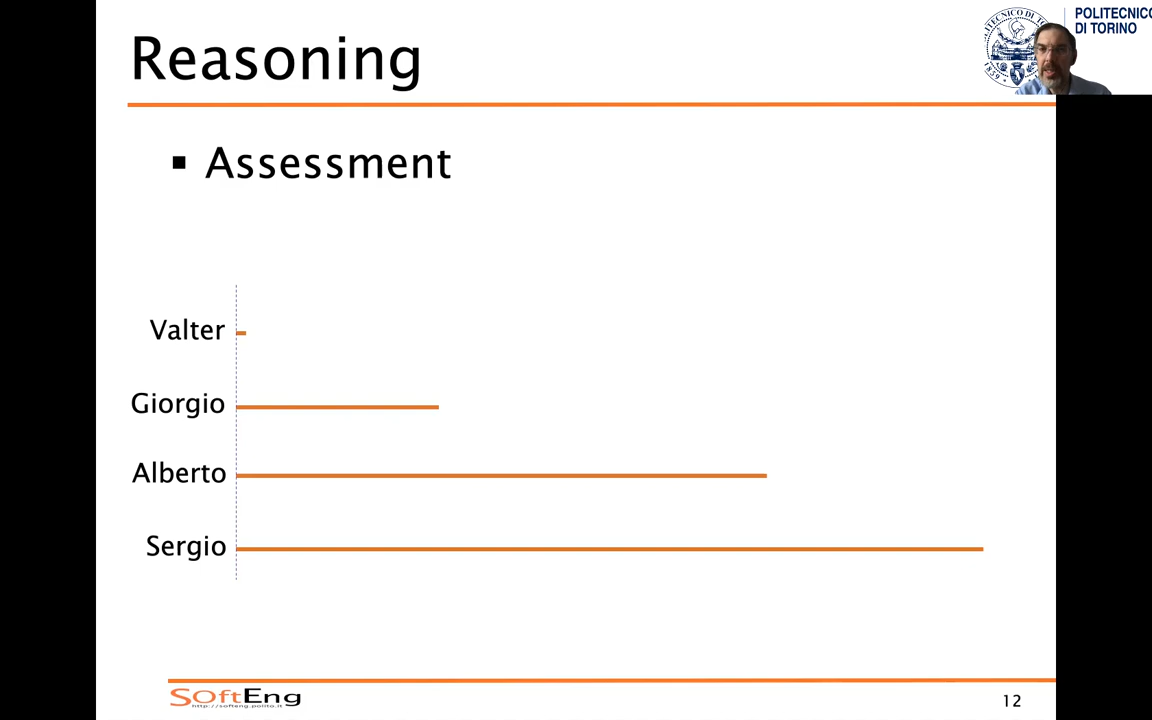 Reasoning
POLITECNICO
DI TORINO
Assessment
Valter
Giorgio
Alberto
Sergio
SOftEng
http://softeng.polito.it
12